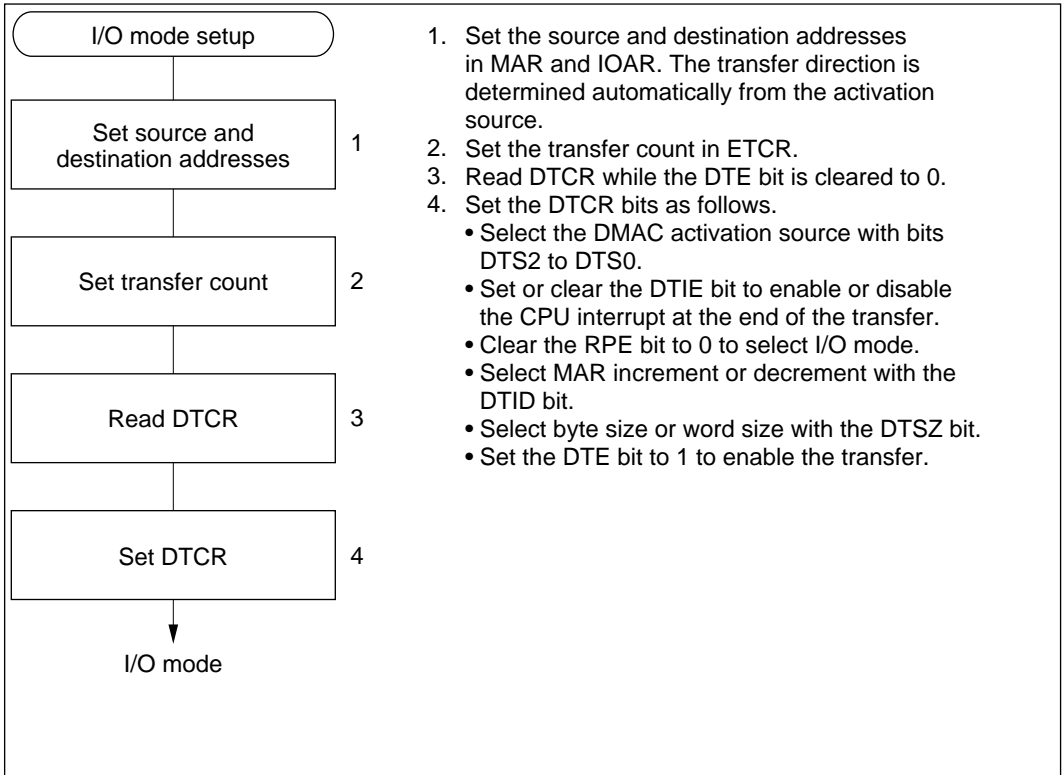 I/O mode setup
Set source and
destination addresses
1
Set transfer count
2
Read DTCR
3
Set DTCR
4
I/O mode
1. Set the source and destination addresses
in MAR and IOAR. The transfer direction is
determined automatically from the activation
source.
2. Set the transfer count in ETCR.
3. Read DTCR while the DTE bit is cleared to 0.
4. Set the DTCR bits as follows.
• Select the DMAC activation source with bits
DTS2 to DTS0.
• Set or clear the DTIE bit to enable or disable
the CPU interrupt at the end of the transfer.
• Clear the RPE bit to 0 to select I/O mode.
• Select MAR increment or decrement with the
DTID bit.
• Select byte size or word size with the DTSZ bit.
• Set the DTE bit to 1 to enable the transfer.